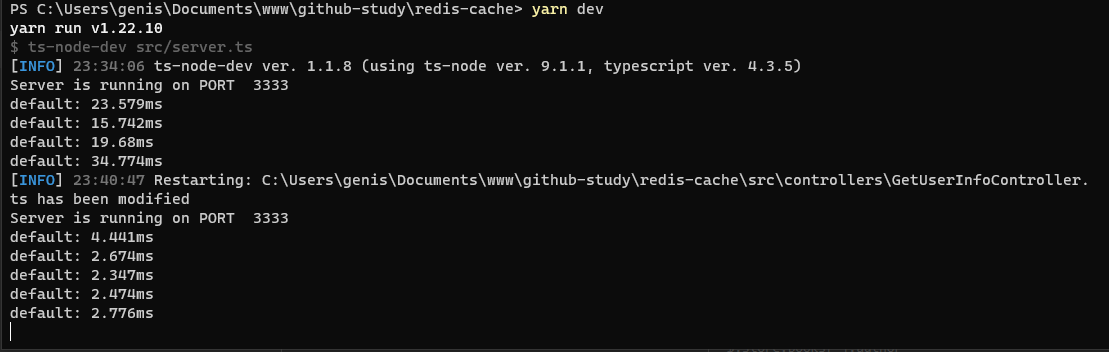 PS C:\Users\genis\Documents\www\github-study\redis-cache> yarn dev
yarn run v1.22.10
$ ts-node-dev src/server.ts
[INFO] 23:34:06 ts-node-dev ver. 1.1.8 (using ts-node ver. 9.1.1, typescript ver. 4.3.5)
Server is running on PORT  3333
default: 23.579ms
default: 15.742ms
default: 19.68ms
default: 34.774ms
[INFO] 23:40:47 Restarting: C:\Users\genis\Documents\www\github-study\redis-cache\src\controllers\GetUserInfoController.
ts has been modified
Server is running on PORT  3333
default: 4.441ms
default: 2.674ms
default: 2.347ms
default: 2.474ms
default: 2.776ms